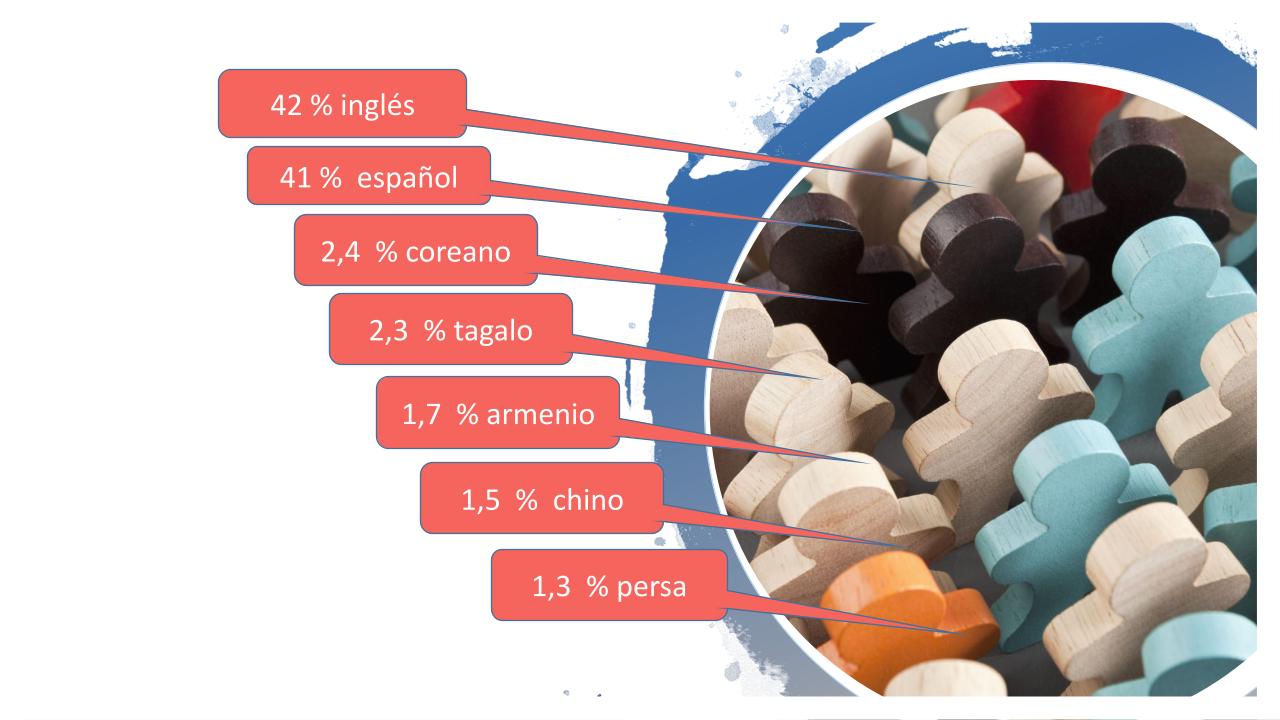 42 % inglés
41 % español
2,4 % coreano
2,3 % tagalo
1,7 % armenio
1,5 % chino
1,3 % persa